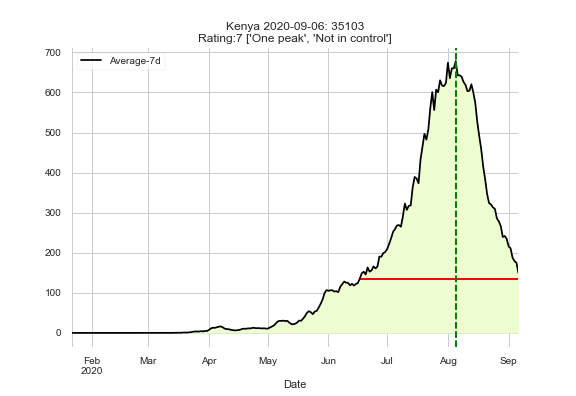 Kenya 2020-09-06: 35103
Rating:7 ['One peak', 'Not in control']
700
Average-7d
600
500
400
300
200
100
0
Feb Mar Apr May Jun Jul Aug Sep
2020
Date